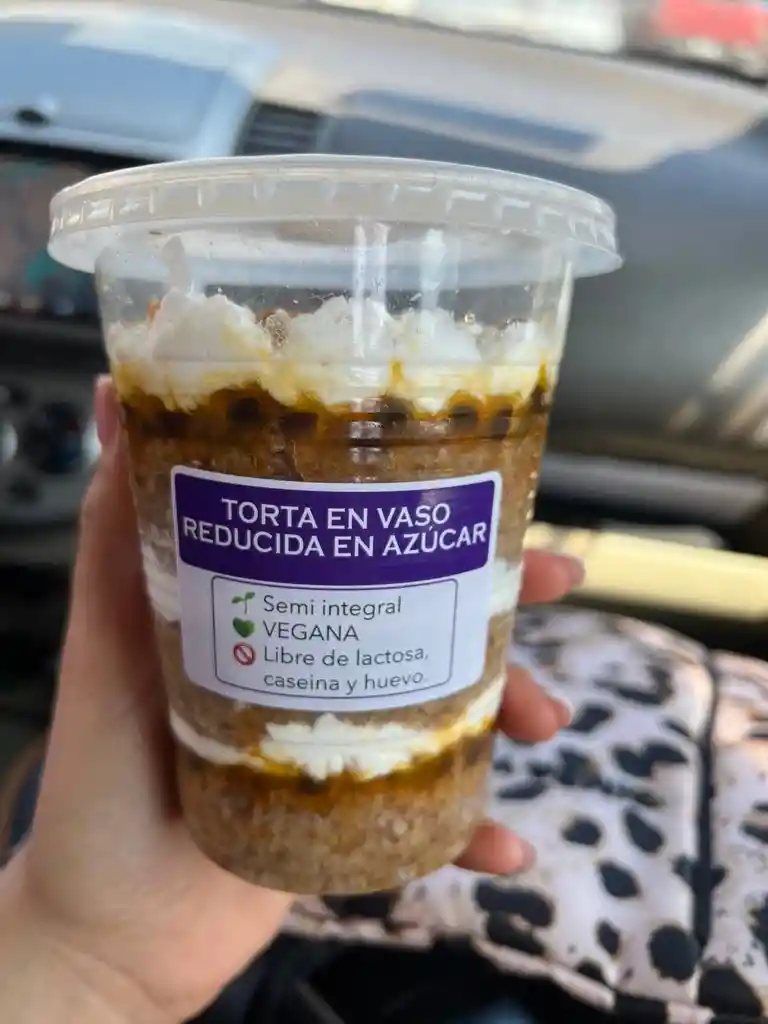 TORTA EN VASO
REDUCIDA EN AZÚCAR
Semi integral
VEGANA
Libre de lactosa,
caseina y huevo.